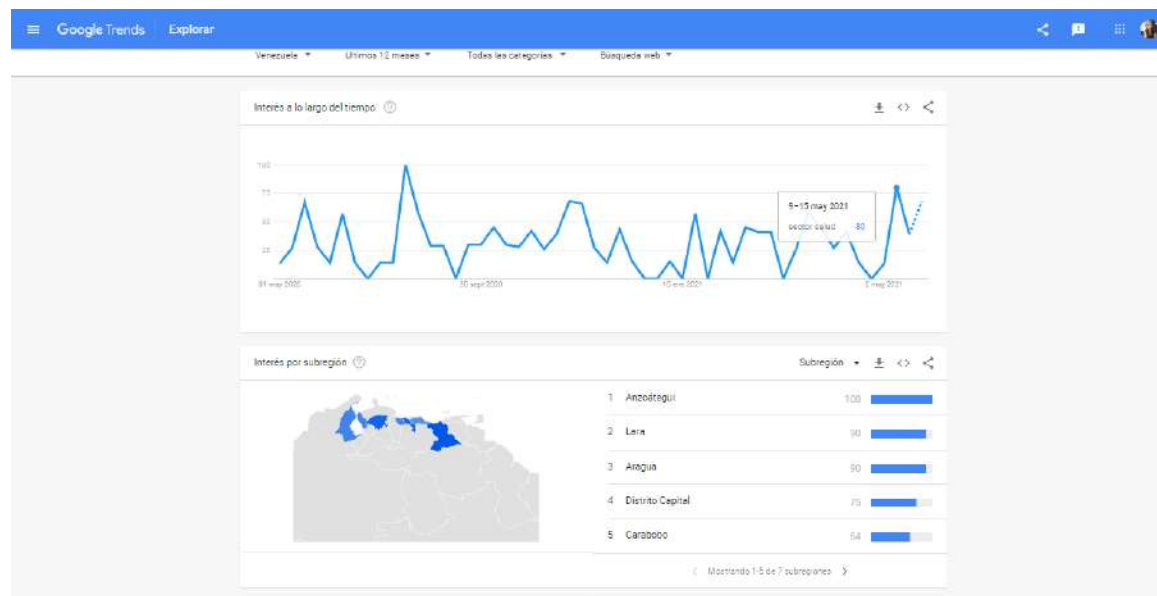 Google Trends Explorar
Venezuela Últimos 12 meses Todas las categorías Búsqueda web
Interés a lo largo del tiempo
100
75
50
25
9-15 may 2021
sector salud 80
31 may 2020 20 sept 2020 10 ene 2021 2 may 2021
Interés por subregión Subregión
1 Anzoátegui 100
2 Lara 90
3 Aragua 90
4 Distrito Capital 75
5 Carabobo 64
Mostrando 1-5 de 7 subregiones